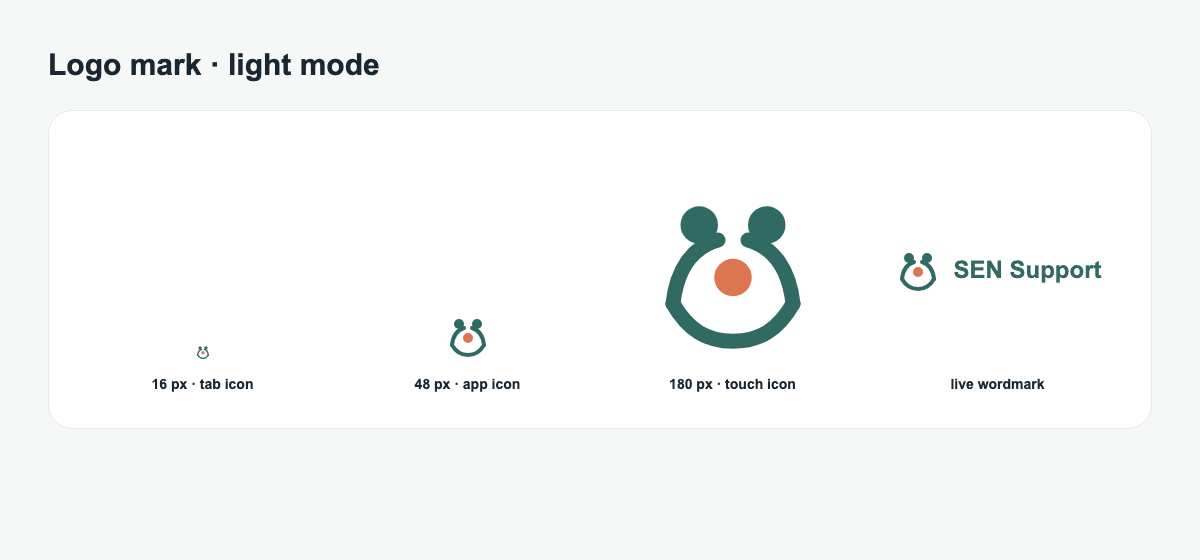 Logo mark · light mode
SEN Support
16 px · tab icon
48 px · app icon
180 px · touch icon
live wordmark